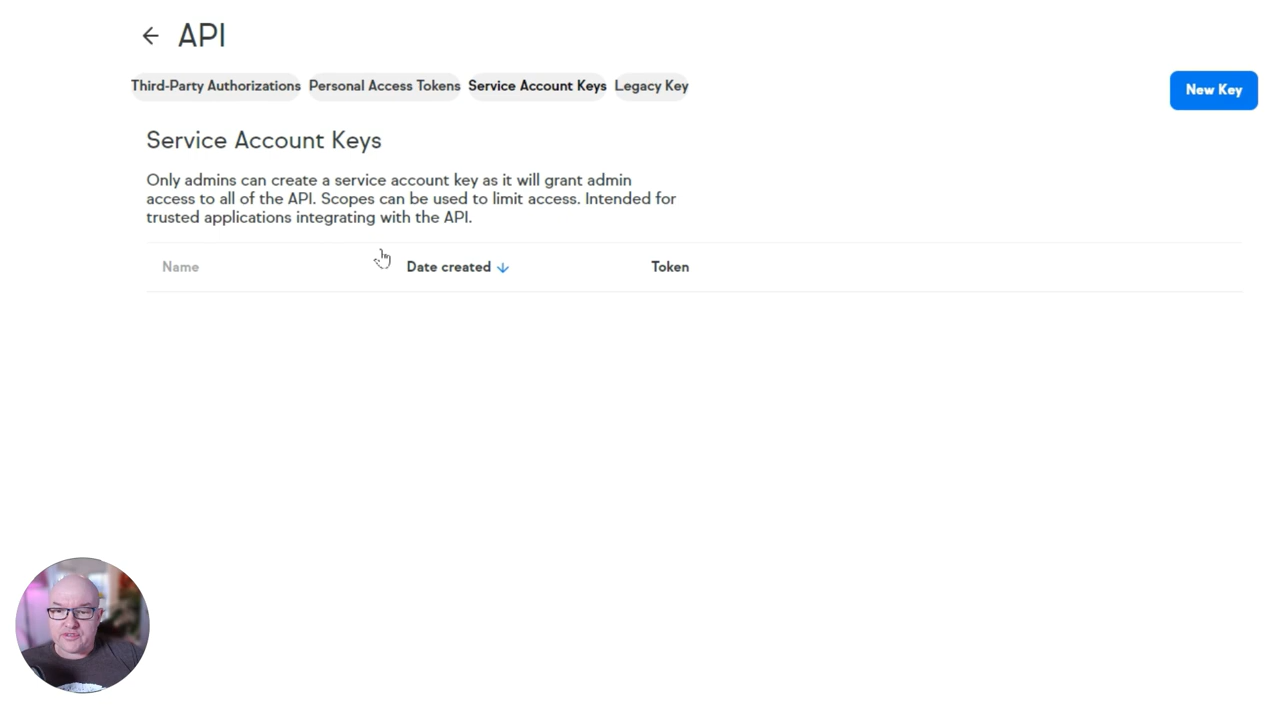 API
Third-Party Authorizations Personal Access Tokens Service Account Keys Legacy Key
New Key
Service Account Keys
Only admins can create a service account key as it will grant admin
access to all of the API. Scopes can be used to limit access. Intended for
trusted applications integrating with the API.
Name Date created Token